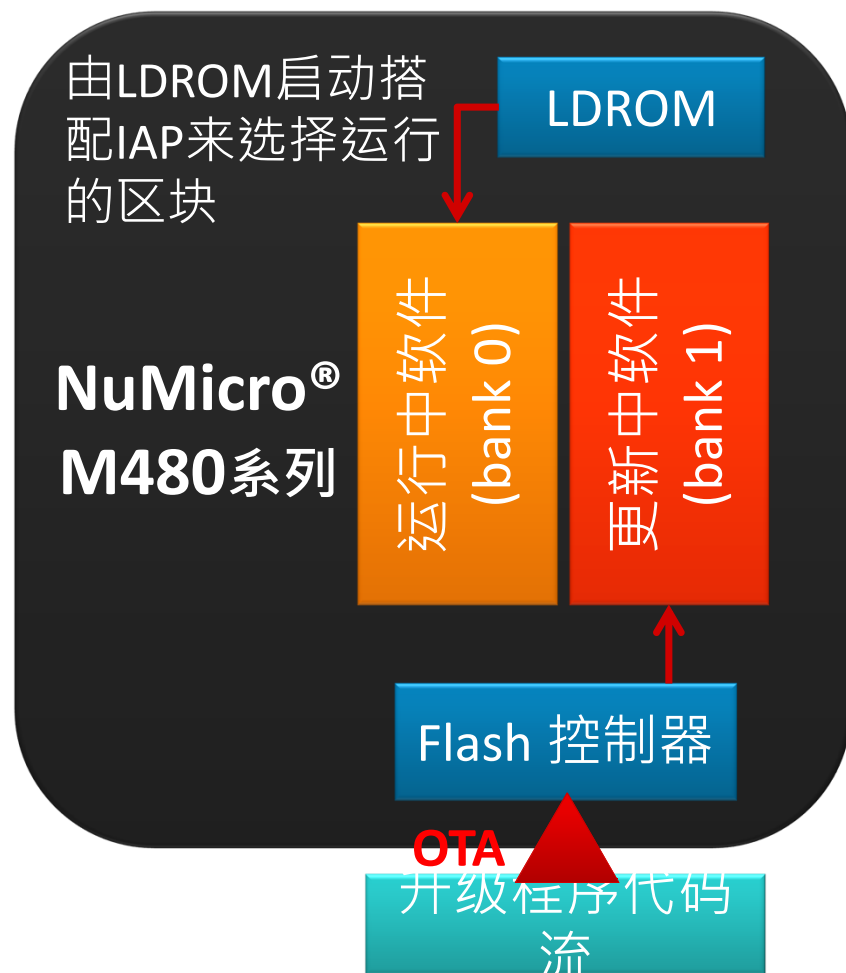 由LDROM启动搭
配IAP来选择运行
的区块
LDROM
运行中软件
(bank 0)
更新中软件
(bank 1)
NuMicro®
M480系列
Flash 控制器
OTA
升级程序代码
流